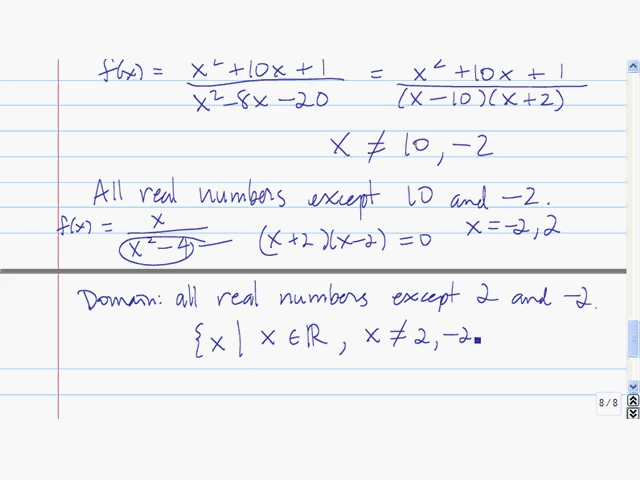 f(x) = x² + 10x + 1 / x² - 8x - 20 = x² + 10x + 1 / (x - 10)(x + 2)
x ≠ 10, -2
All real numbers except 10 and -2.
f(x) = x / x² - 4 (x + 2)(x - 2) = 0 x = -2, 2
Domain: all real numbers except 2 and -2.
{x | x ∈ ℝ, x ≠ 2, -2
8/8